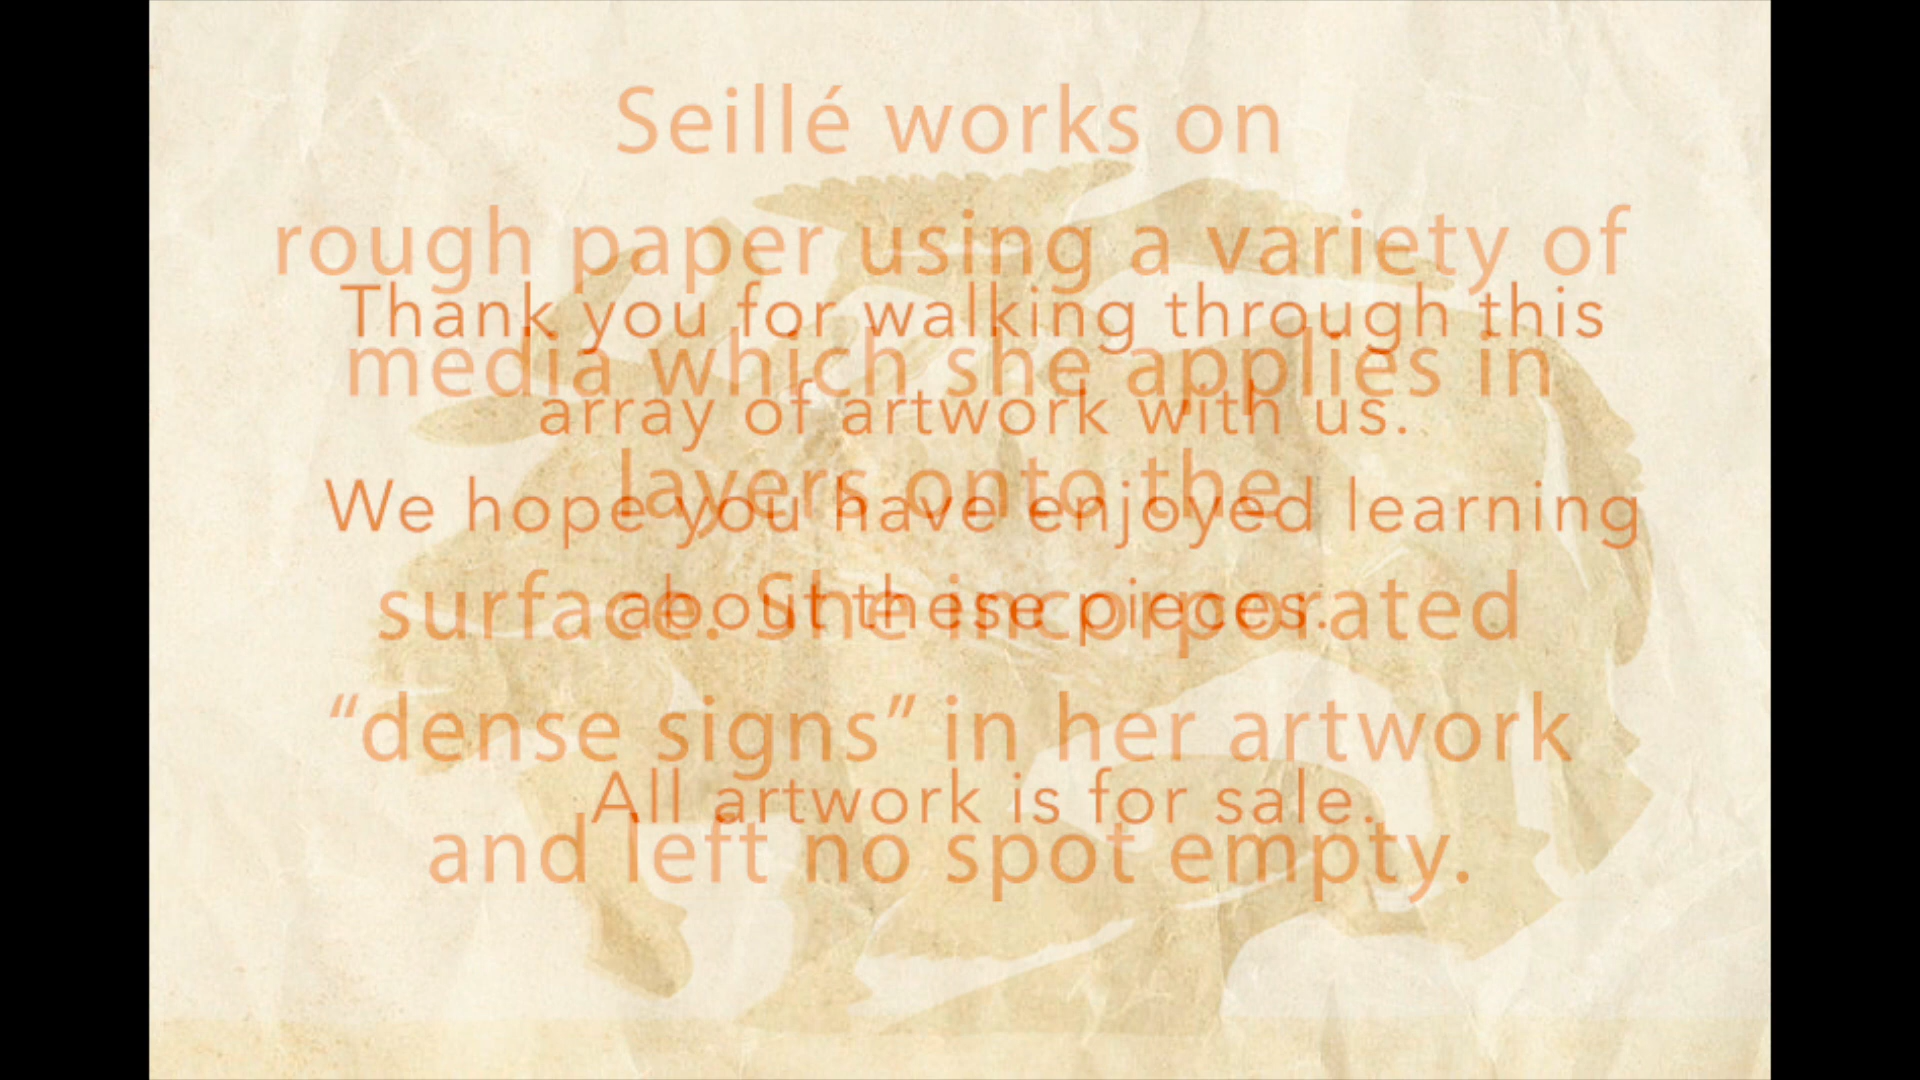 Seillé works on
rough paper using a variety of
media which she applies in
layers onto the
surface. She incorporated
“dense signs” in her artwork
and left no spot empty.
Thank you for walking through this
array of artwork with us.
We hope you have enjoyed learning
about these pieces.
All artwork is for sale.